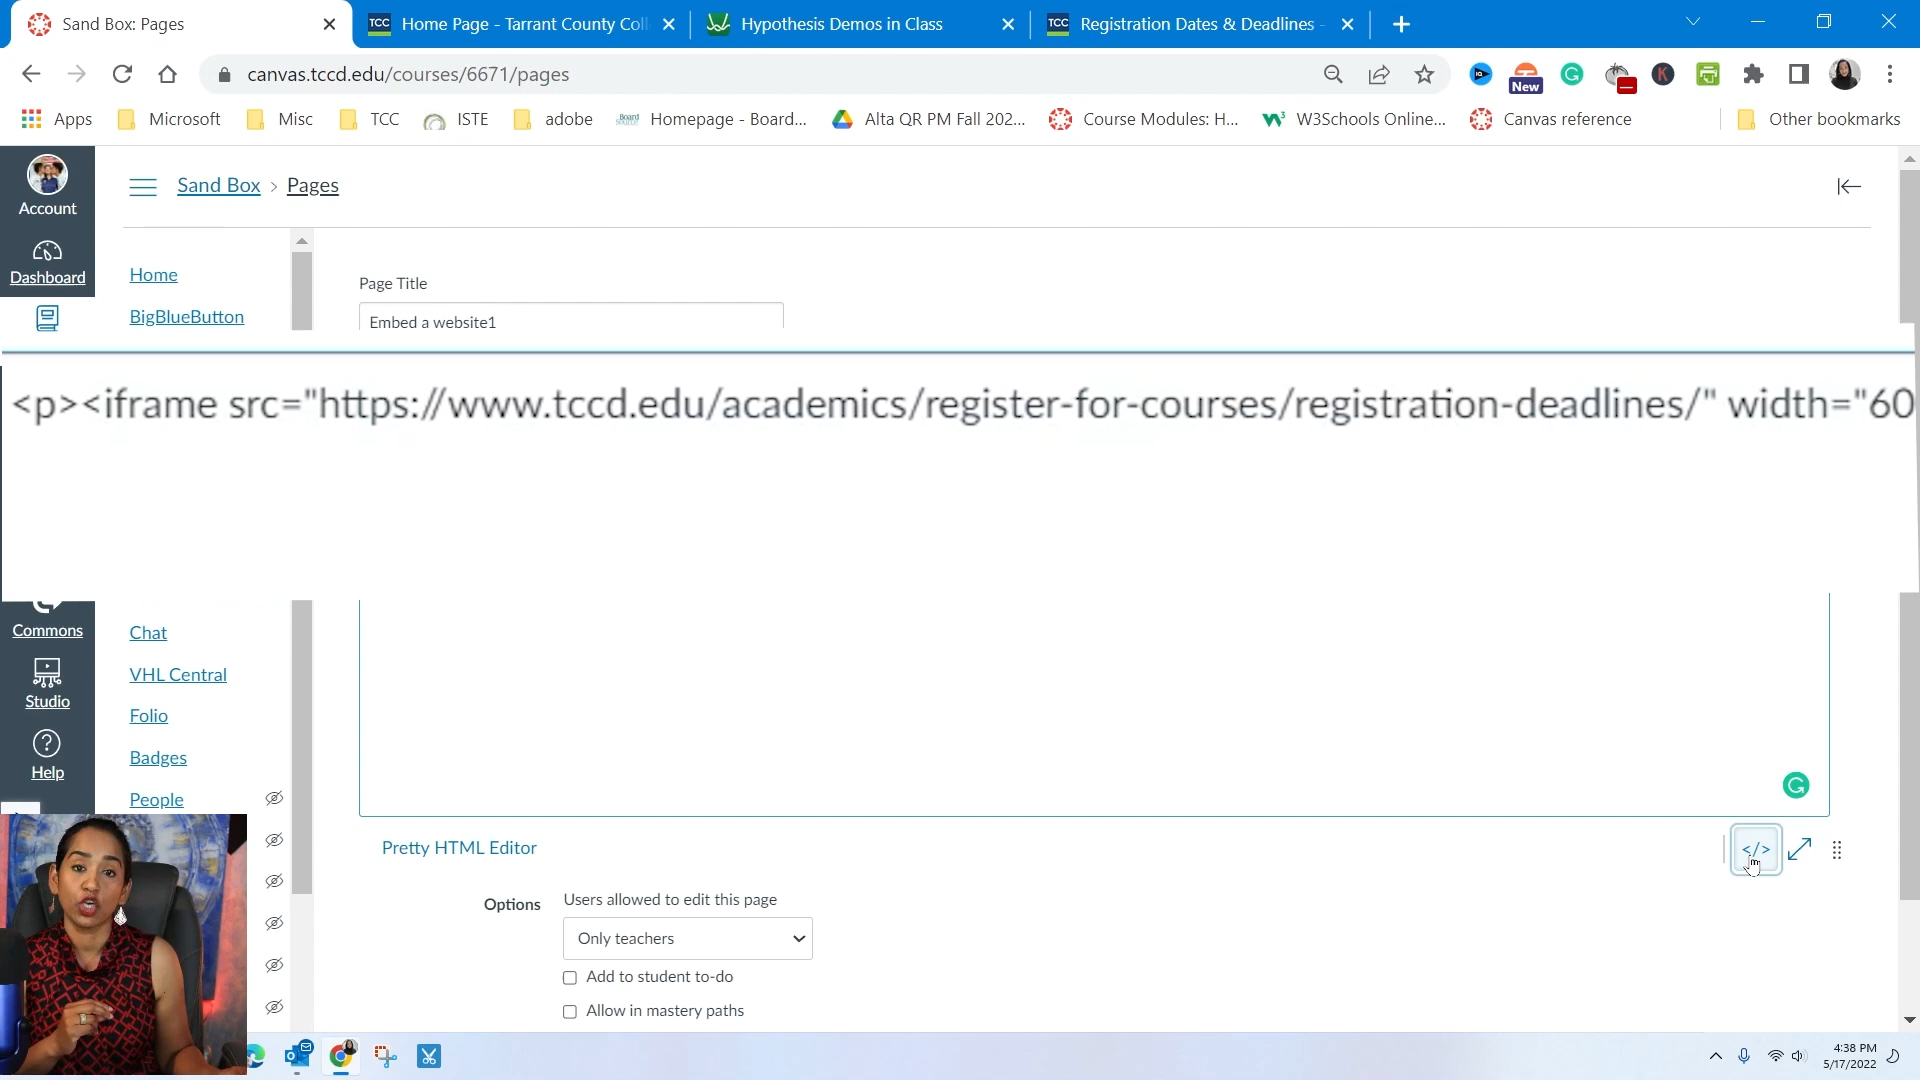 Sand Box: Pages
TCC Home Page - Tarrant County Coll
Hypothesis Demos in Class
TCC Registration Dates & Deadlines -
canvas.tccd.edu/courses/6671/pages
New
Apps
Microsoft
Misc
TCC
ISTE
adobe
Homepage - Board...
Alta QR PM Fall 202...
Course Modules: H...
W3Schools Online...
Canvas reference
Other bookmarks
Account
Sand Box > Pages
Dashboard
Home
BigBlueButton
Page Title
Embed a website1
<p><iframe src="https://www.tccd.edu/academics/register-for-courses/registration-deadlines/" width="60
Commons
Studio
Help
Chat
VHL Central
Folio
Badges
People
Pretty HTML Editor
</>
Options
Users allowed to edit this page
Only teachers
Add to student to-do
Allow in mastery paths
4:38 PM
5/17/2022